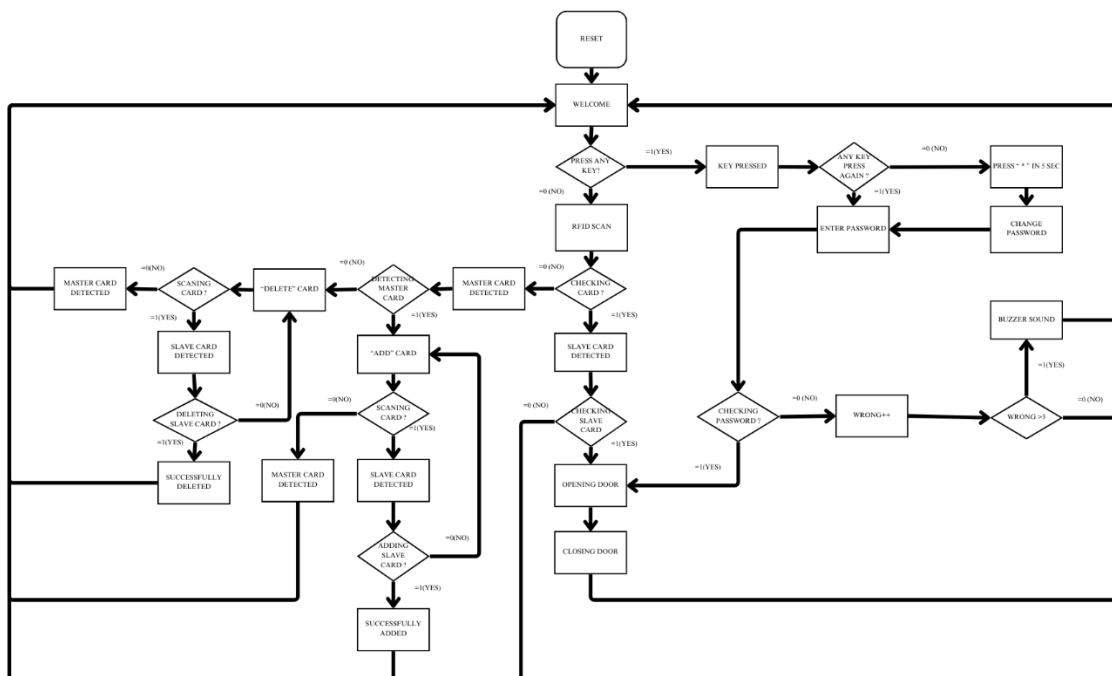 RESET
WELCOME
PRESS ANY
KEY?
=1(YES)
KEY PRESSED
ANY KEY
PRESS
AGAIN ?
=0 (NO)
PRESS " * " IN 5 SEC
=1(YES)
=0 (NO)
RFID SCAN
ENTER PASSWORD
CHANGE
PASSWORD
MASTER CARD
DETECTED
=0(NO)
SCANING
CARD ?
"DELETE" CARD
=0 (NO)
DETECTING
MASTER
CARD
MASTER CARD
DETECTED
=0 (NO)
CHECKING
CARD ?
=1(YES)
=1(YES)
=1(YES)
SLAVE CARD
DETECTED
"ADD" CARD
SLAVE CARD
DETECTED
BUZZER SOUND
=1(YES)
DELETING
SLAVE CARD ?
=0(NO)
=0(NO)
SCANING
CARD ?
=1(YES)
=0 (NO)
CHECKING
SLAVE
CARD
CHECKING
PASSWORD ?
=0 (NO)
WRONG++
WRONG >3
=0 (NO)
=1(YES)
=1(YES)
=1(YES)
SUCCESSFULLY
DELETED
MASTER CARD
DETECTED
SLAVE CARD
DETECTED
OPENING DOOR
ADDING
SLAVE
CARD ?
=0(NO)
CLOSING DOOR
=1(YES)
SUCCESSFULLY
ADDED